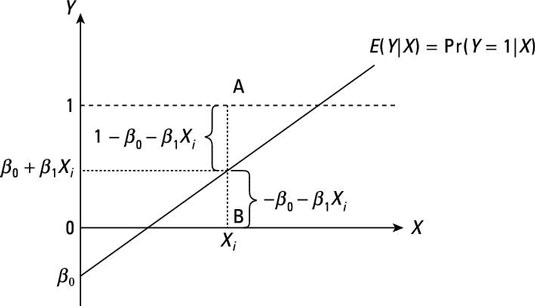 Y
E(Y|X) = Pr(Y = 1|X)
A
1
1 – β₀ – β₁Xᵢ
β₀ + β₁Xᵢ
–β₀ – β₁Xᵢ
B
0
X
Xᵢ
β₀